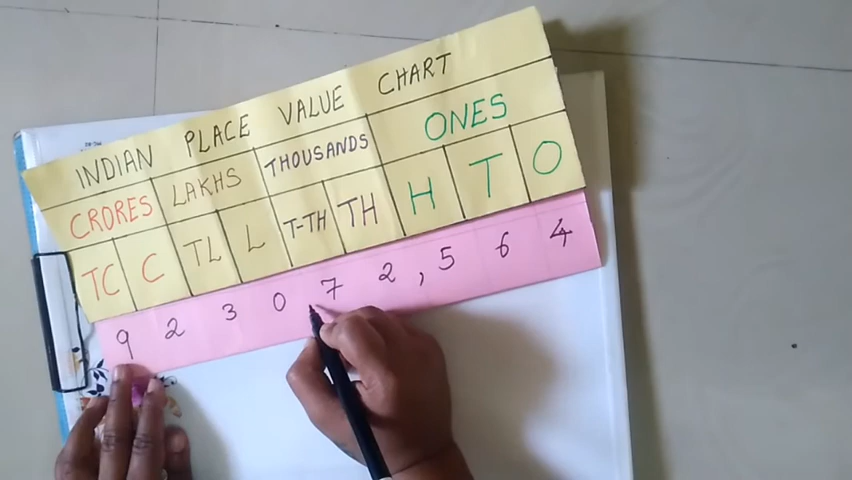 INDIAN PLACE VALUE CHART
CRORES LAKHS THOUSANDS ONES
TC C TL L T-TH TH H T O
9 2 3 0 7 2 , 5 6 4